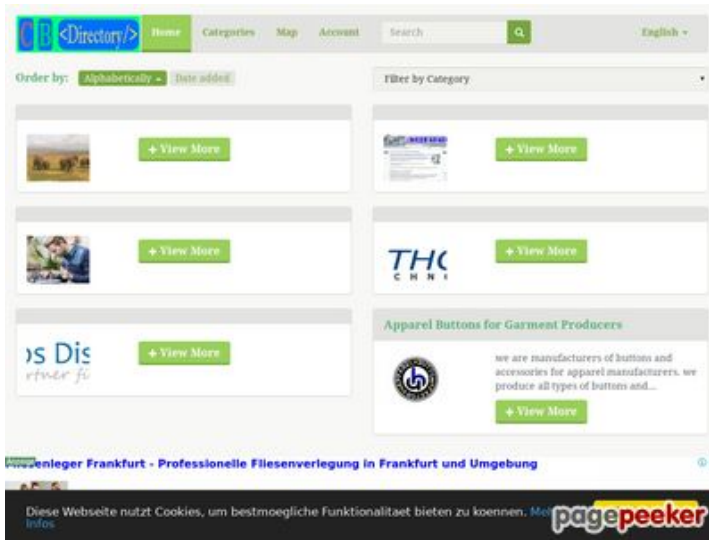 C B <Directory/> Home Categories Map Account Search English
Order by: Alphabetically Date added Filter by Category
+ View More
+ View More
+ View More
+ View More
THO
C H N I
os Dis
+ View More
Apparel Buttons for Garment Producers
we are manufacturers of buttons and
accessories for apparel manufacturers. we
produce all types of buttons and...
+ View More
Frankfurt - Professionelle Fliesenverlegung in Frankfurt und Umgebung
Diese Webseite nutzt Cookies, um bestmoegliche Funktionalitaet bieten zu koennen.
Infos
pagepeeker